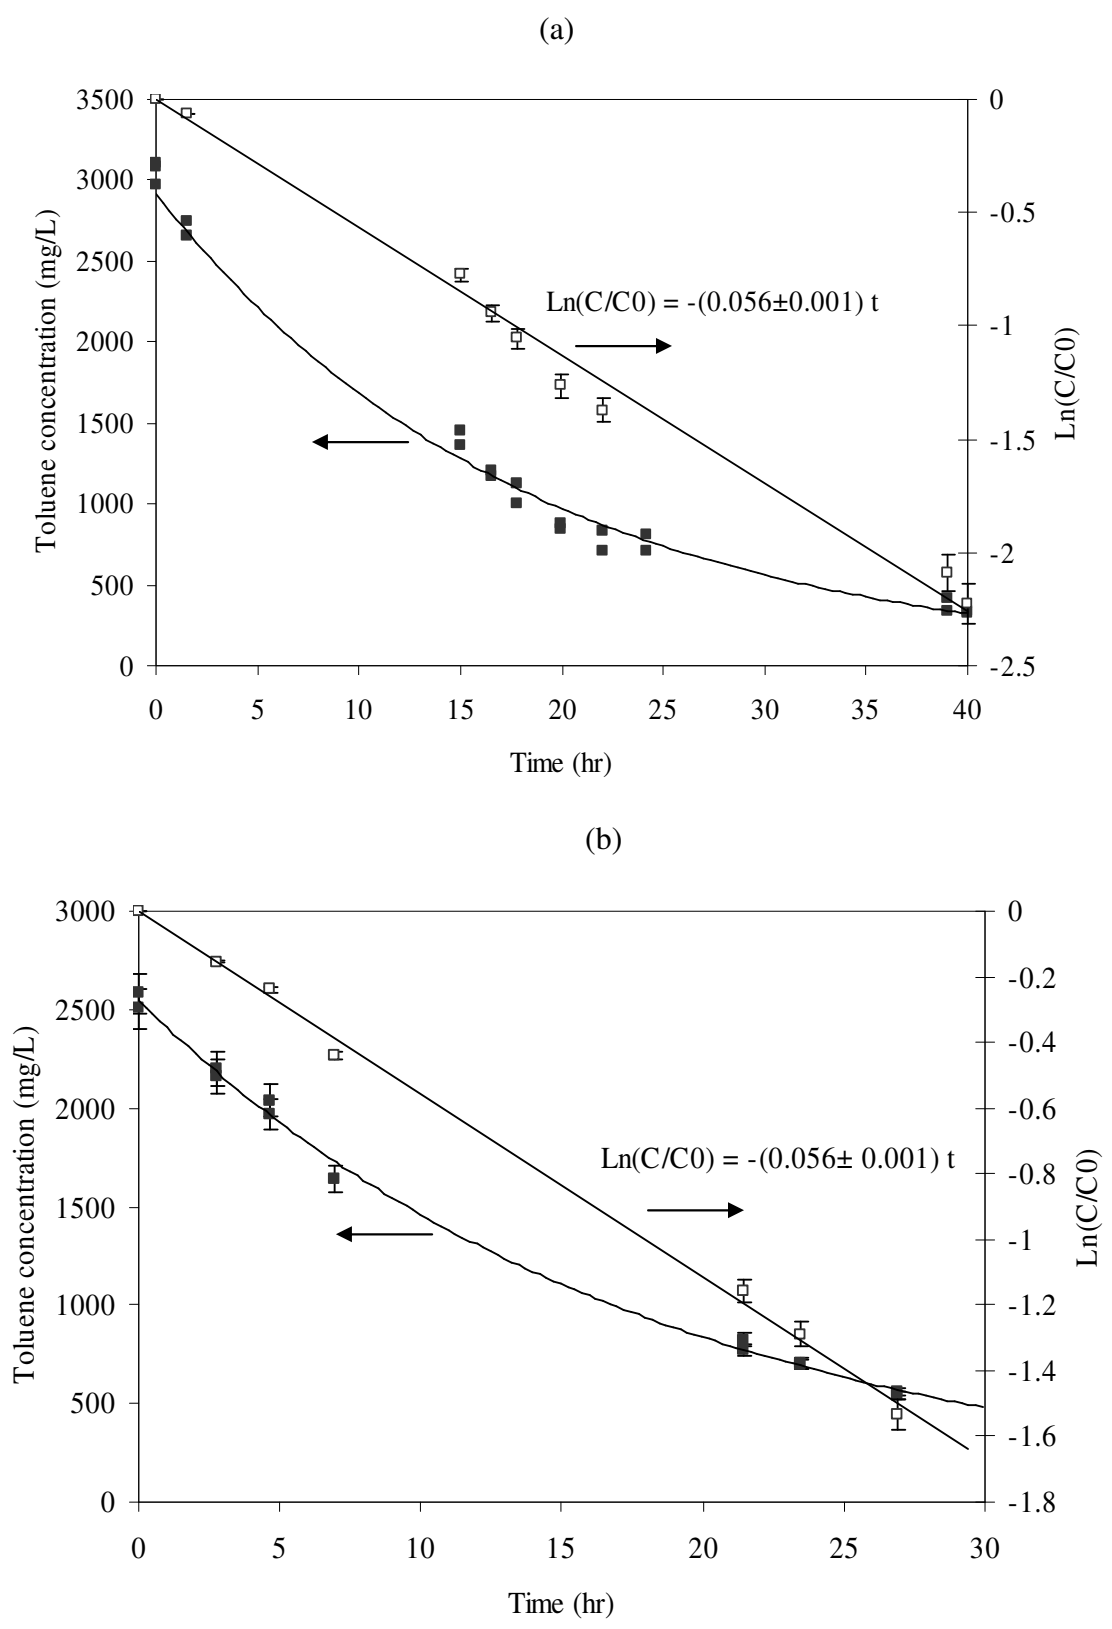 (a)
3500
3000
2500
2000
1500
1000
500
0
Toluene concentration (mg/L)
0
-0.5
-1
-1.5
-2
-2.5
Ln(C/C0)
Ln(C/C0) = -(0.056±0.001) t
0 5 10 15 20 25 30 35 40
Time (hr)
(b)
3000
2500
2000
1500
1000
500
0
Toluene concentration (mg/L)
0
-0.2
-0.4
-0.6
-0.8
-1
-1.2
-1.4
-1.6
-1.8
Ln(C/C0)
Ln(C/C0) = -(0.056± 0.001) t
0 5 10 15 20 25 30
Time (hr)